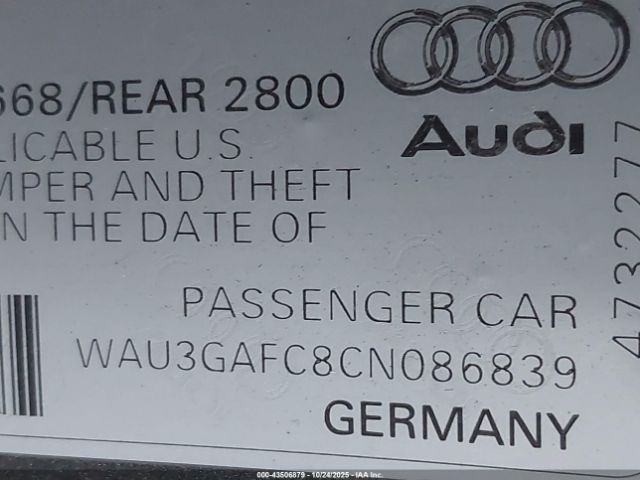 Audi
668/REAR 2800
LICABLE U.S.
MPER AND THEFT
N THE DATE OF
PASSENGER CAR
WAU3GAFC8CN086839
GERMANY
4732277
000-43506879 - 10/24/2025 - IAA Inc.